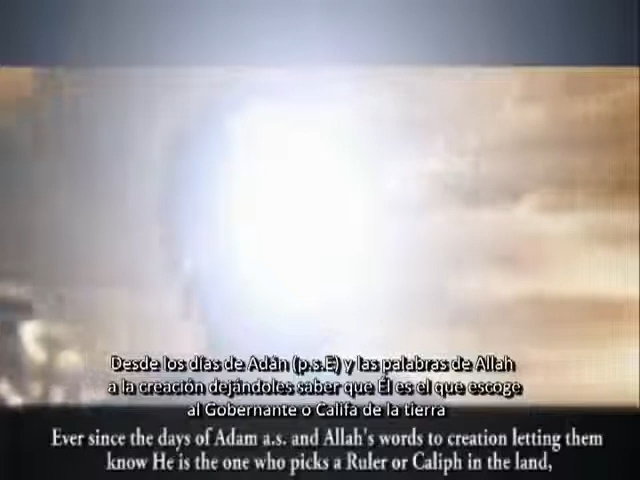 Desde los días de Adán (p.s.E) y las palabras de Allah
a la creación dejándoles saber que Él es el que escoge
al Gobernante o Califa de la tierra
Ever since the days of Adam a.s. and Allah's words to creation letting them
know He is the one who picks a Ruler or Caliph in the land,